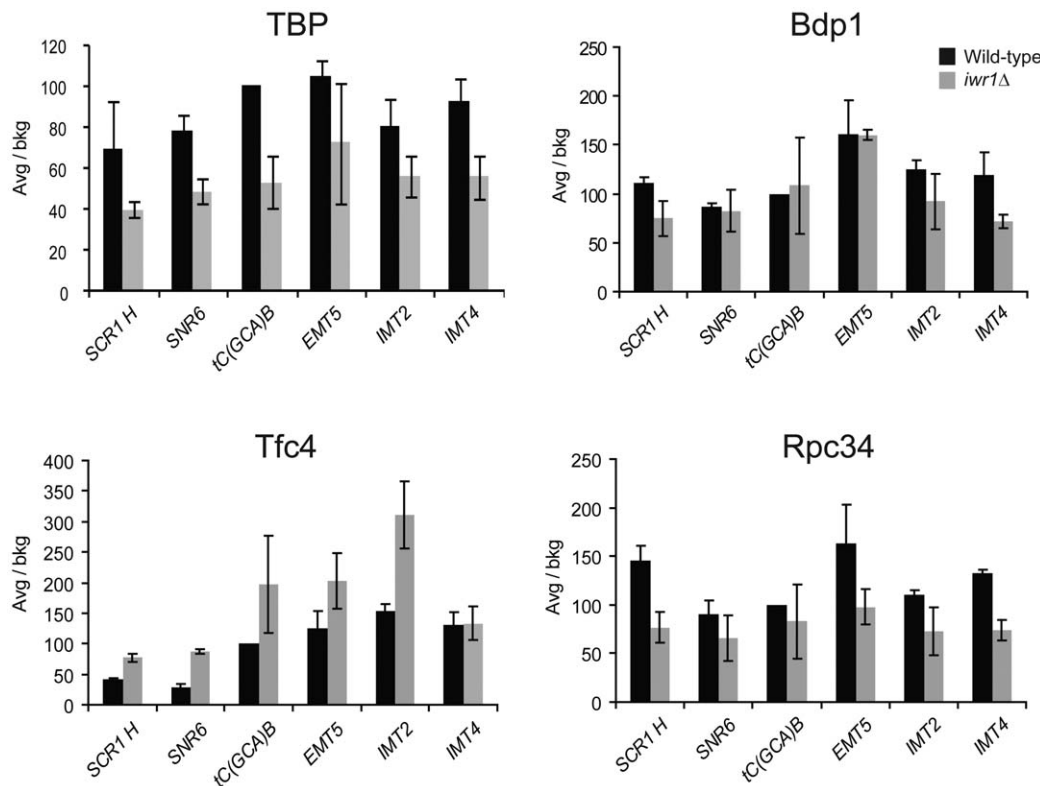 TBP
Avg / bkg
120
100
80
60
40
20
0
SCR1 H
SNR6
tC(GCA)B
EMT5
IMT2
IMT4
Bdp1
Wild-type
iwr1Δ
Avg / bkg
250
200
150
100
50
0
SCR1 H
SNR6
tC(GCA)B
EMT5
IMT2
IMT4
Tfc4
Avg / bkg
400
350
300
250
200
150
100
50
0
SCR1 H
SNR6
tC(GCA)B
EMT5
IMT2
IMT4
Rpc34
Avg / bkg
250
200
150
100
50
0
SCR1 H
SNR6
tC(GCA)B
EMT5
IMT2
IMT4